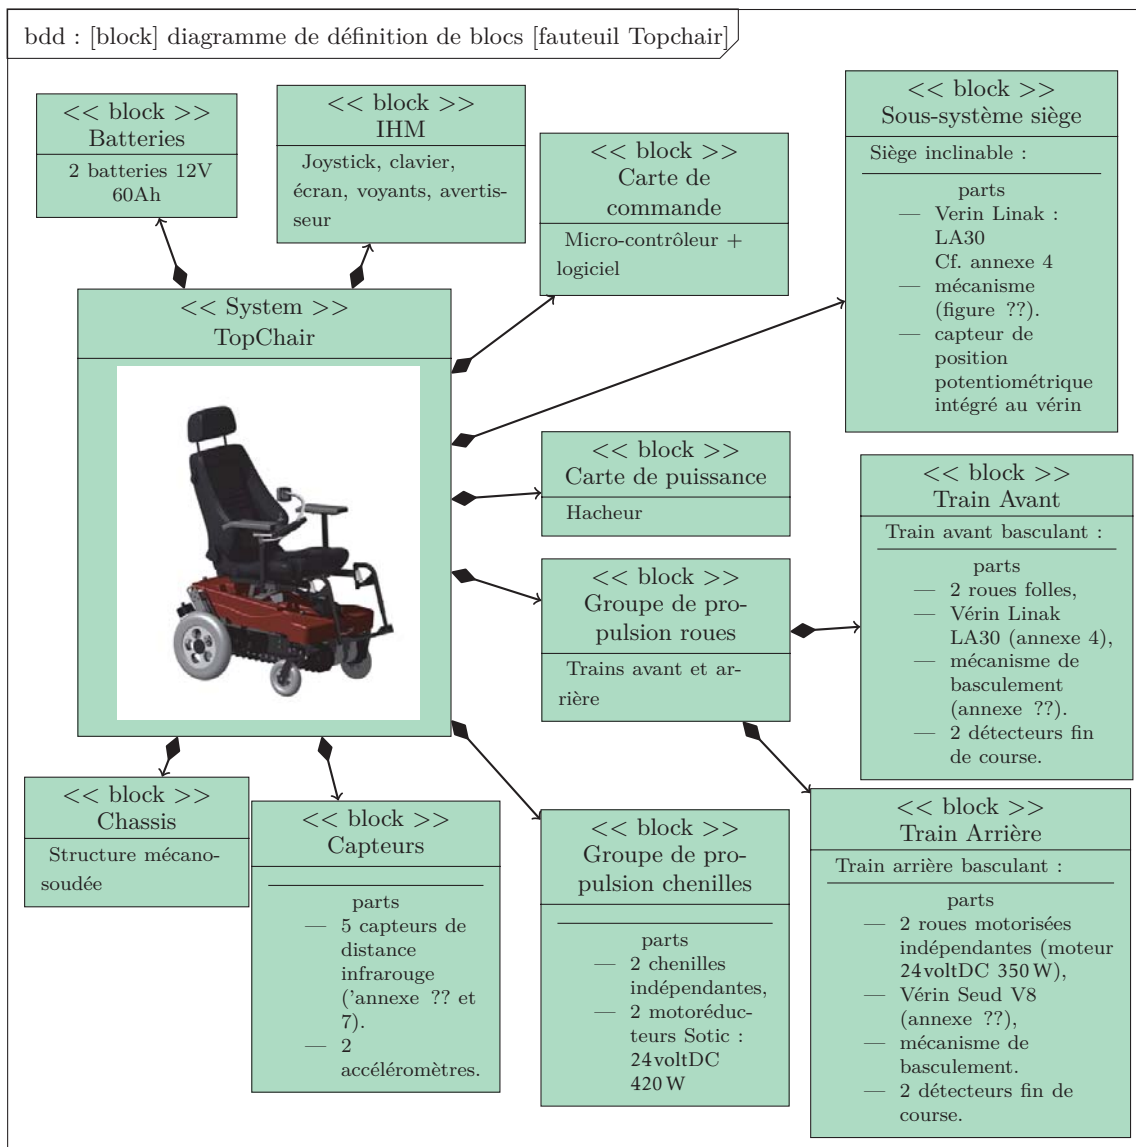 bdd : [block] diagramme de définition de blocs [fauteuil Topchair]
<< block >>
Batteries
2 batteries 12V
60Ah
<< block >>
IHM
Joystick, clavier,
écran, voyants, avertis-
seur
<< block >>
Carte de
commande
Micro-contrôleur +
logiciel
<< block >>
Sous-système siège
Siège inclinable :
parts
— Verin Linak :
LA30
Cf. annexe 4
— mécanisme
(figure ??).
— capteur de
position
potentiométrique
intégré au vérin
<< System >>
TopChair
<< block >>
Carte de puissance
Hacheur
<< block >>
Groupe de pro-
pulsion roues
Trains avant et ar-
rière
<< block >>
Train Avant
Train avant basculant :
parts
— 2 roues folles,
— Vérin Linak
LA30 (annexe 4),
— mécanisme de
basculement
(annexe ??).
— 2 détecteurs fin
de course.
<< block >>
Chassis
Structure mécano-
soudée
<< block >>
Capteurs
parts
— 5 capteurs de
distance
infrarouge
('annexe ?? et
7).
— 2
accéléromètres.
<< block >>
Groupe de pro-
pulsion chenilles
parts
— 2 chenilles
indépendantes,
— 2 motoréduc-
teurs Sotic :
24voltDC
420 W
<< block >>
Train Arrière
Train arrière basculant :
parts
— 2 roues motorisées
indépendantes (moteur
24voltDC 350 W),
— Vérin Seud V8
(annexe ??),
— mécanisme de
basculement.
— 2 détecteurs fin de
course.